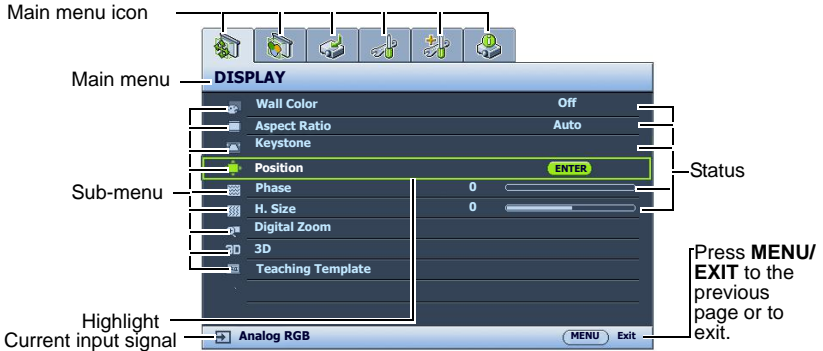 Main menu icon
Main menu
DISPLAY
Wall Color Off
Aspect Ratio Auto
Keystone
Position ENTER
Sub-menu
Phase 0
H. Size 0
Digital Zoom
3D 3D
Teaching Template
Status
Press MENU/
EXIT to the
previous
page or to
exit.
Highlight
Current input signal
Analog RGB
MENU Exit